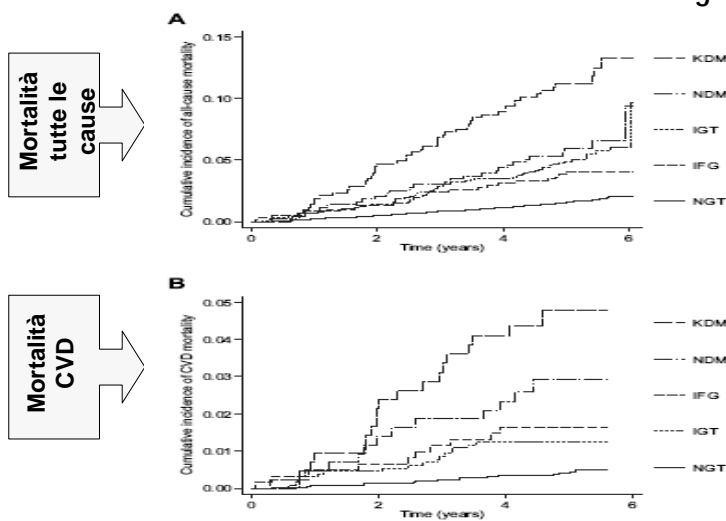 A
Mortalità
tutte le
cause
Cumulative incidence of all-cause mortality
0.15
0.10
0.05
0.00
0
2
4
6
Time (years)
KDM
NDM
IGT
IFG
NGT
B
Mortalità
CVD
Cumulative incidence of CVD mortality
0.05
0.04
0.03
0.02
0.01
0.00
0
2
4
6
Time (years)
KDM
NDM
IFG
IGT
NGT